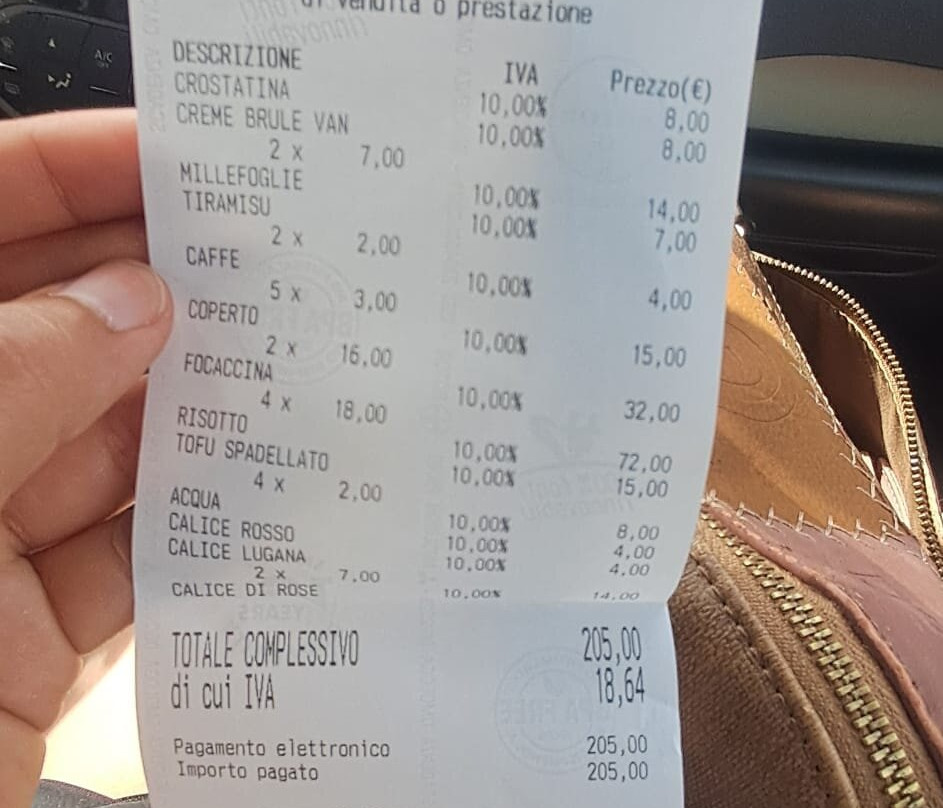 di vendita o prestazione
DESCRIZIONE IVA Prezzo(€)
CROSTATINA 10,00% 8,00
CREME BRULE VAN 10,00% 8,00
2 x 7,00
MILLEFOGLIE 10,00% 14,00
TIRAMISU 10,00% 7,00
2 x 2,00
CAFFE 10,00% 4,00
5 x 3,00
COPERTO 10,00% 15,00
2 x 16,00
FOCACCINA 10,00% 32,00
4 x 18,00
RISOTTO 10,00% 72,00
TOFU SPADELLATO 10,00% 15,00
4 x 2,00
ACQUA 10,00% 8,00
CALICE ROSSO 10,00% 4,00
CALICE LUGANA 10,00% 4,00
2 x 7,00
CALICE DI ROSE 10,00% 14,00
TOTALE COMPLESSIVO 205,00
di cui IVA 18,64
Pagamento elettronico 205,00
Importo pagato 205,00
A/C
OFF